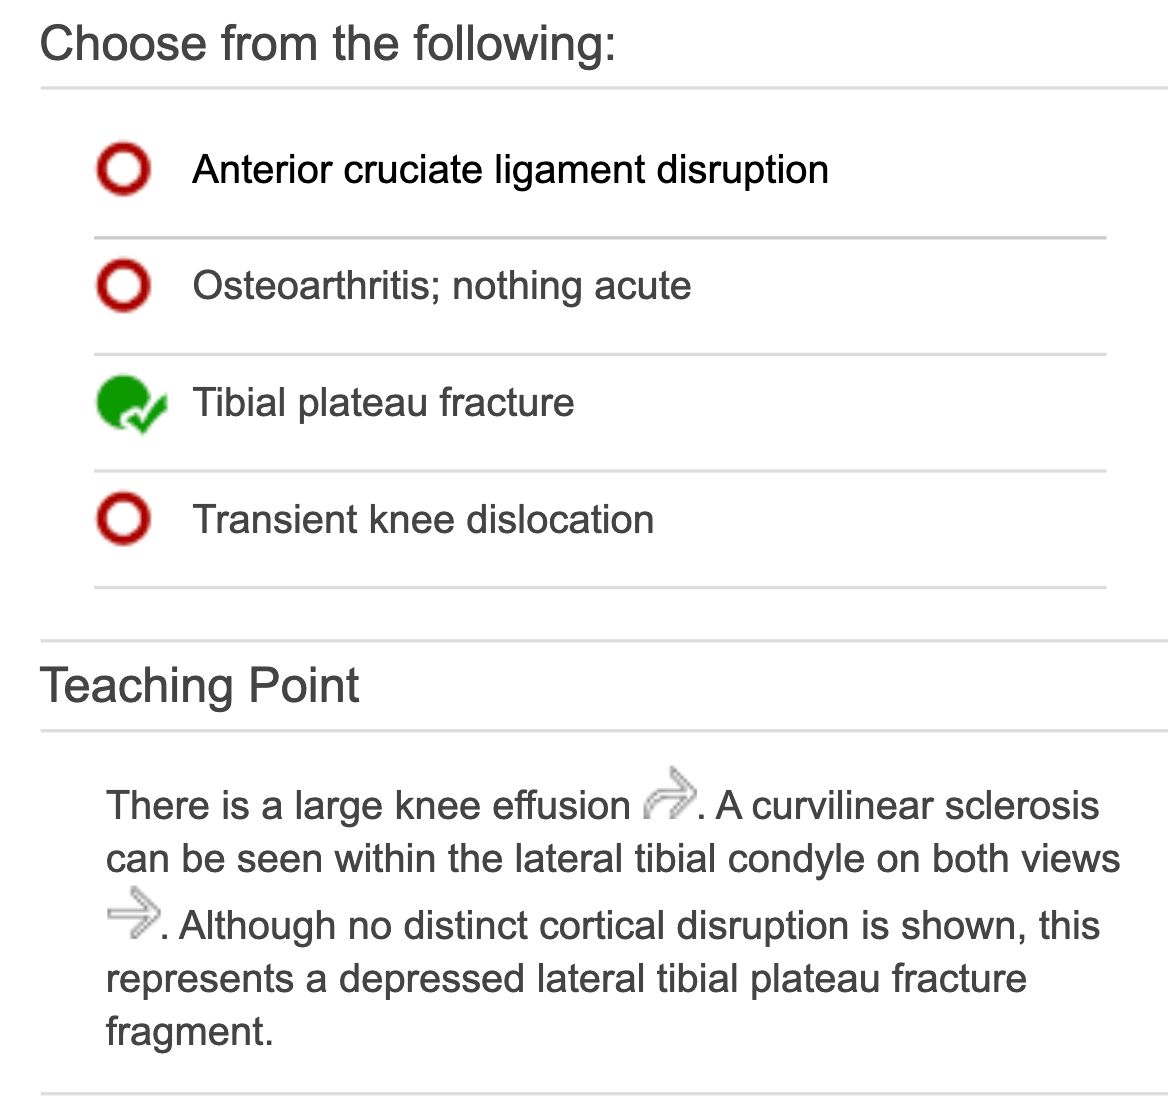 Choose from the following:
Anterior cruciate ligament disruption
Osteoarthritis; nothing acute
Tibial plateau fracture
Transient knee dislocation
Teaching Point
There is a large knee effusion . A curvilinear sclerosis
can be seen within the lateral tibial condyle on both views
. Although no distinct cortical disruption is shown, this
represents a depressed lateral tibial plateau fracture
fragment.